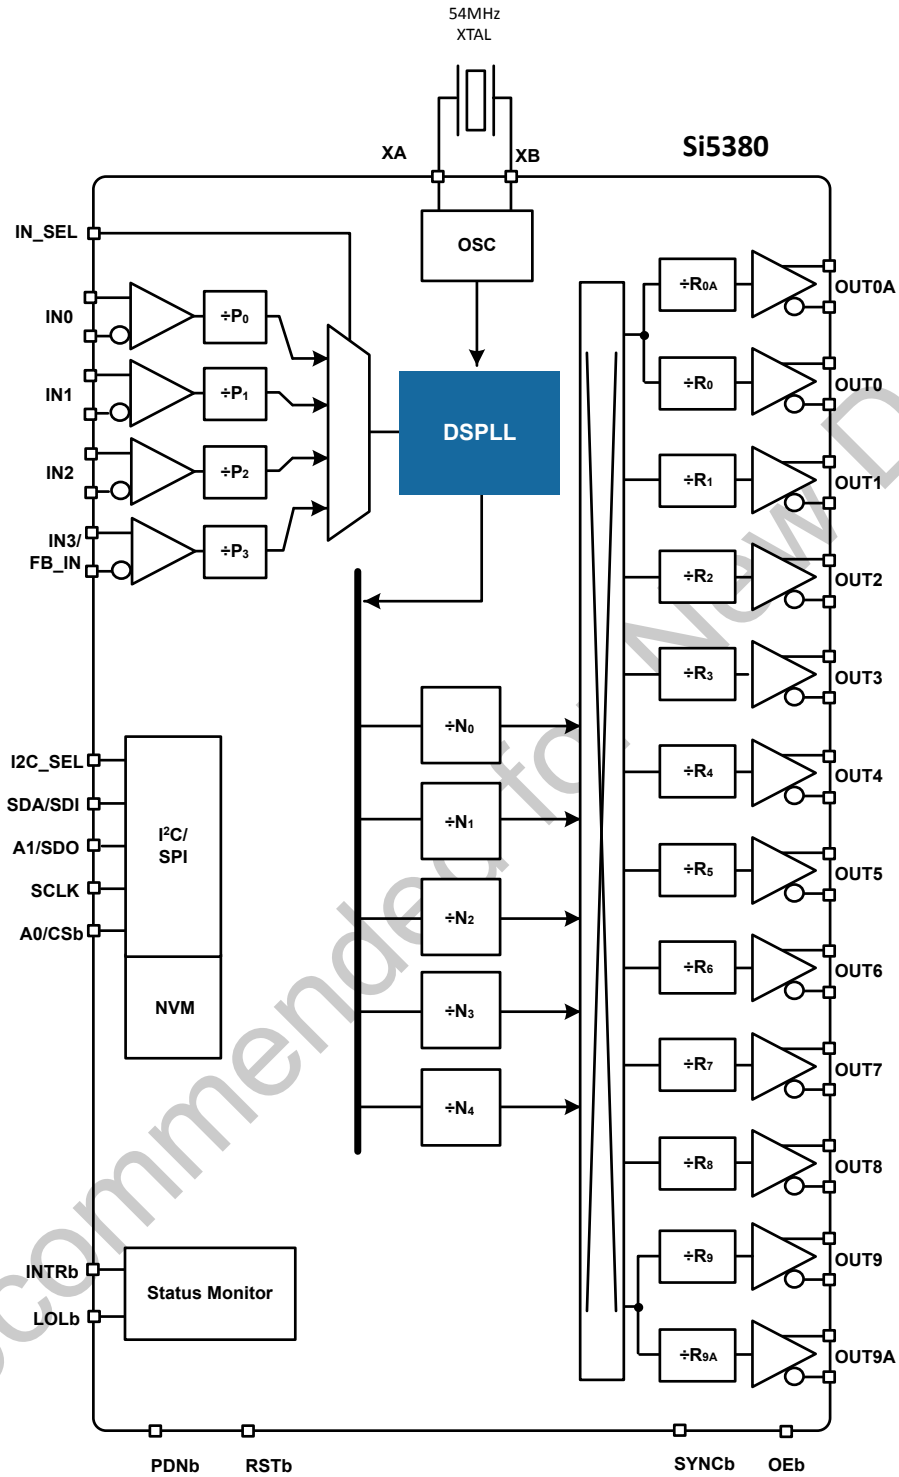 54MHz
XTAL
Si5380
XA
XB
IN_SEL
OSC
IN0
÷P0
IN1
÷P1
IN2
÷P2
IN3/
FB_IN
÷P3
DSPLL
÷R0A
OUT0A
÷R0
OUT0
÷R1
OUT1
÷R2
OUT2
÷R3
OUT3
÷R4
OUT4
÷R5
OUT5
÷R6
OUT6
÷R7
OUT7
÷R8
OUT8
÷R9
OUT9
÷R9A
OUT9A
÷N0
÷N1
÷N2
÷N3
÷N4
I2C_SEL
SDA/SDI
A1/SDO
SCLK
A0/CSb
I²C/
SPI
NVM
INTRb
LOLb
Status Monitor
PDNb
RSTb
SYNCb
OEb
commended for New D